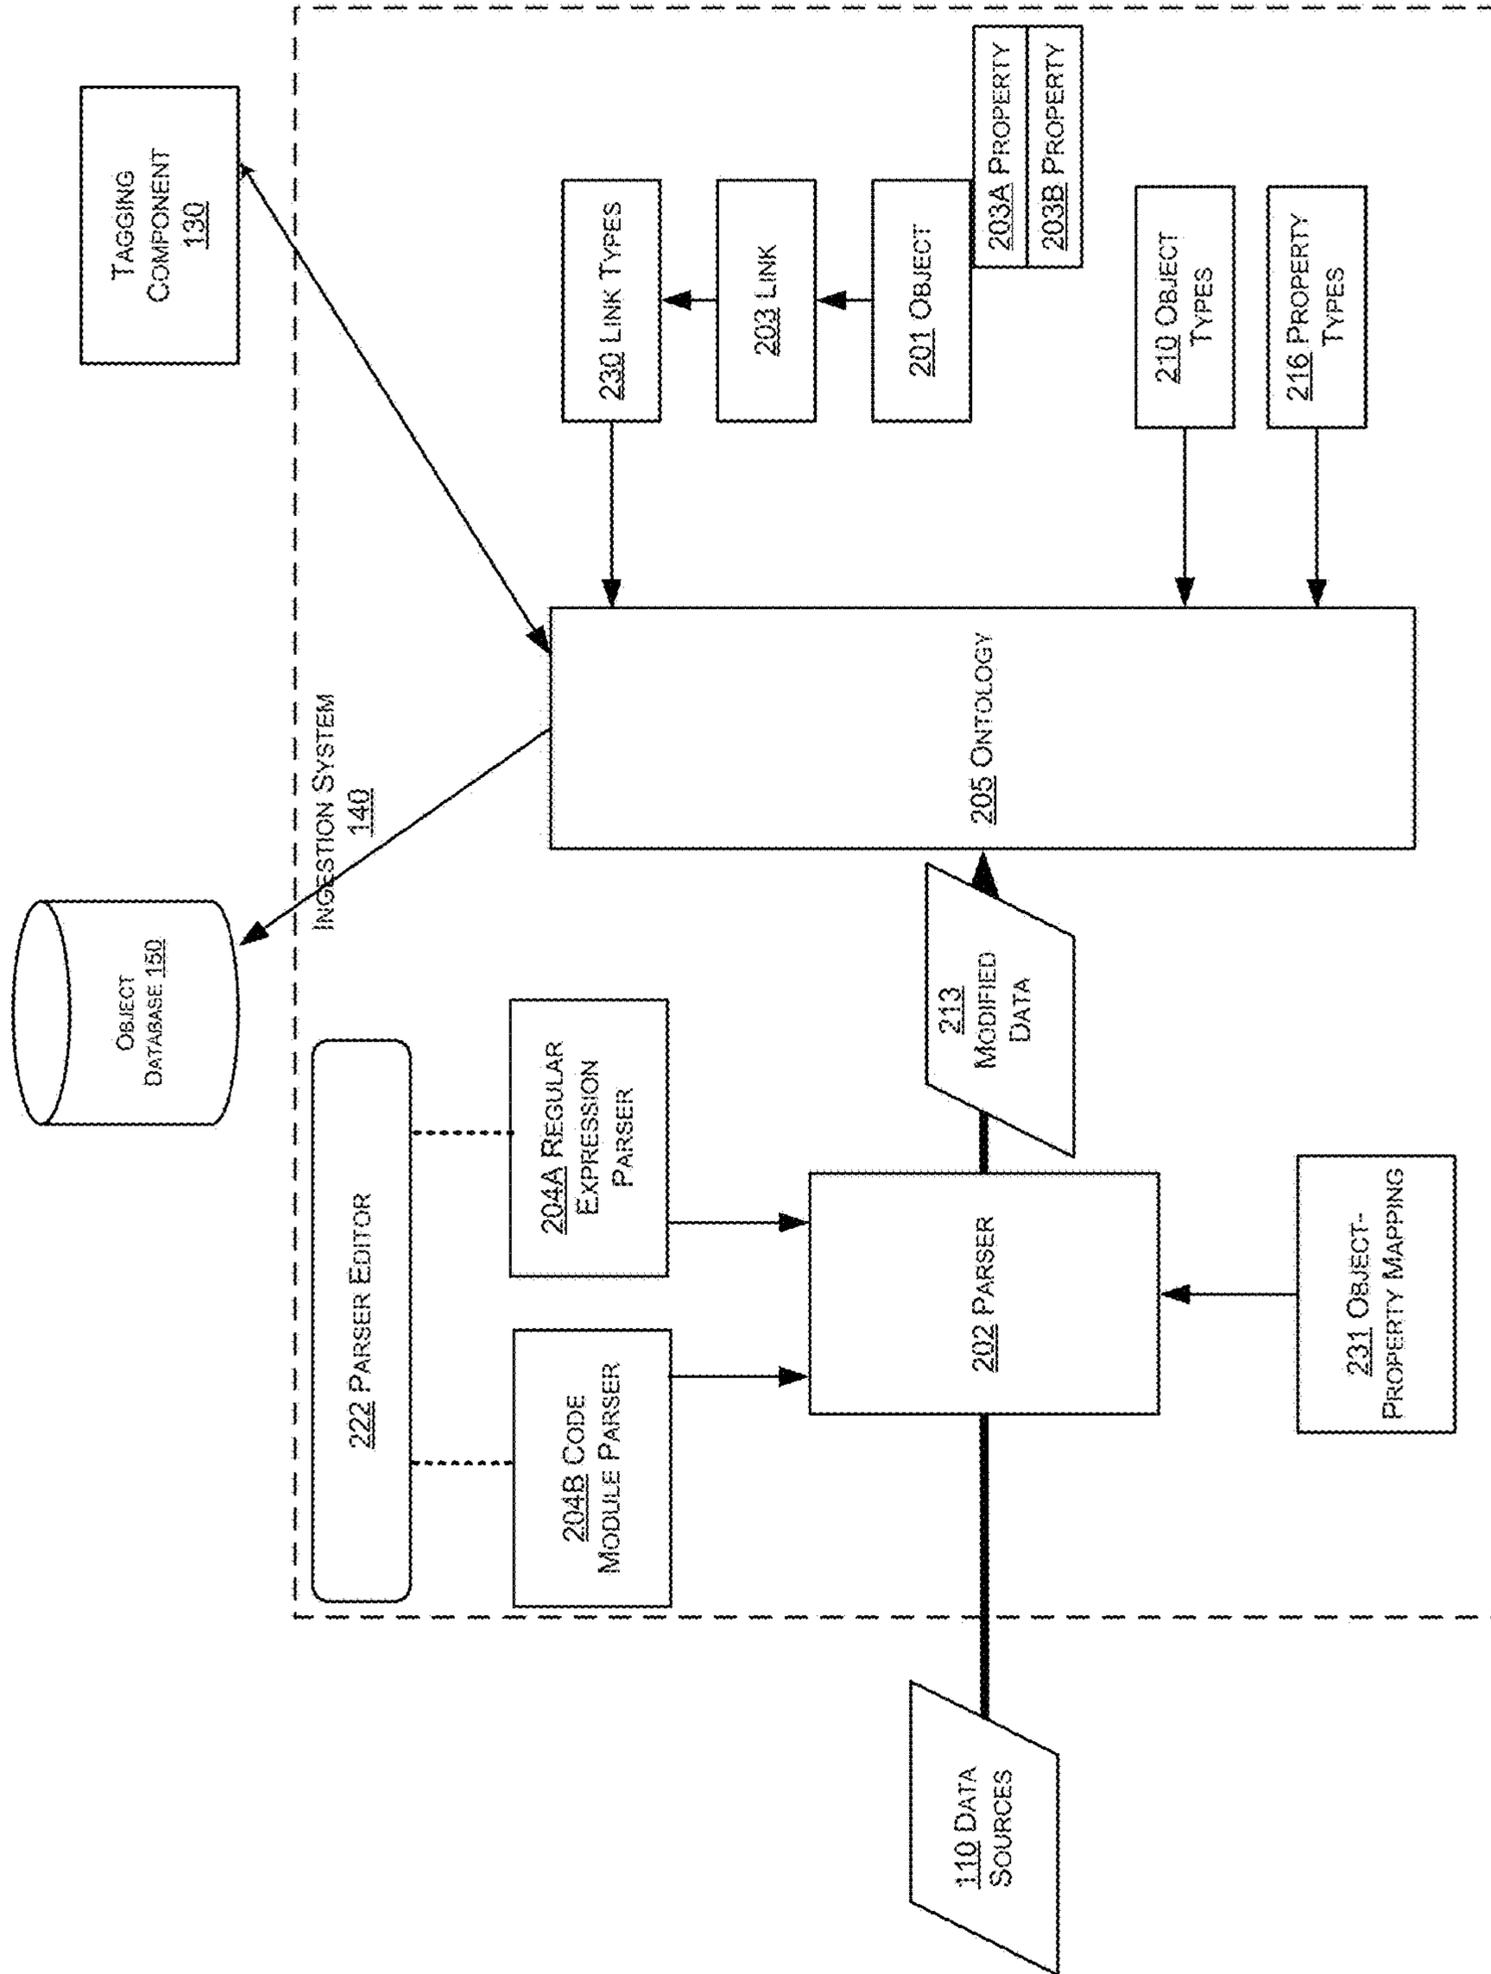 OBJECT
DATABASE 150
TAGGING
COMPONENT
130
INGESTION SYSTEM
140
222 PARSER EDITOR
204B CODE
MODULE PARSER
204A REGULAR
EXPRESSION
PARSER
230 LINK TYPES
203 LINK
201 OBJECT
203A PROPERTY
203B PROPERTY
110 DATA
SOURCES
202 PARSER
213
MODIFIED
DATA
205 ONTOLOGY
210 OBJECT
TYPES
216 PROPERTY
TYPES
231 OBJECT-
PROPERTY MAPPING